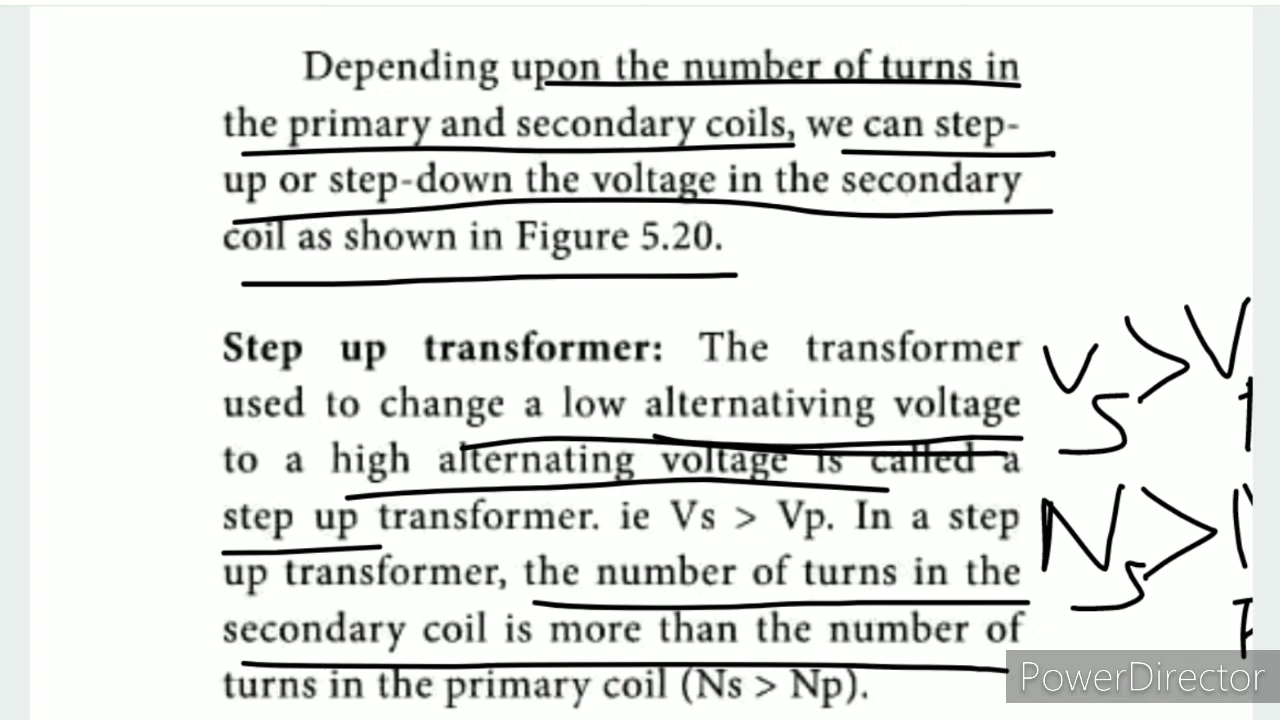 Depending upon the number of turns in
the primary and secondary coils, we can step-
up or step-down the voltage in the secondary
coil as shown in Figure 5.20.
Step up transformer: The transformer
used to change a low alternativing voltage
to a high alternating voltage is called a
step up transformer. ie Vs > Vp. In a step
up transformer, the number of turns in the
secondary coil is more than the number of
turns in the primary coil (Ns > Np).
Vs > V
Ns >
PowerDirector